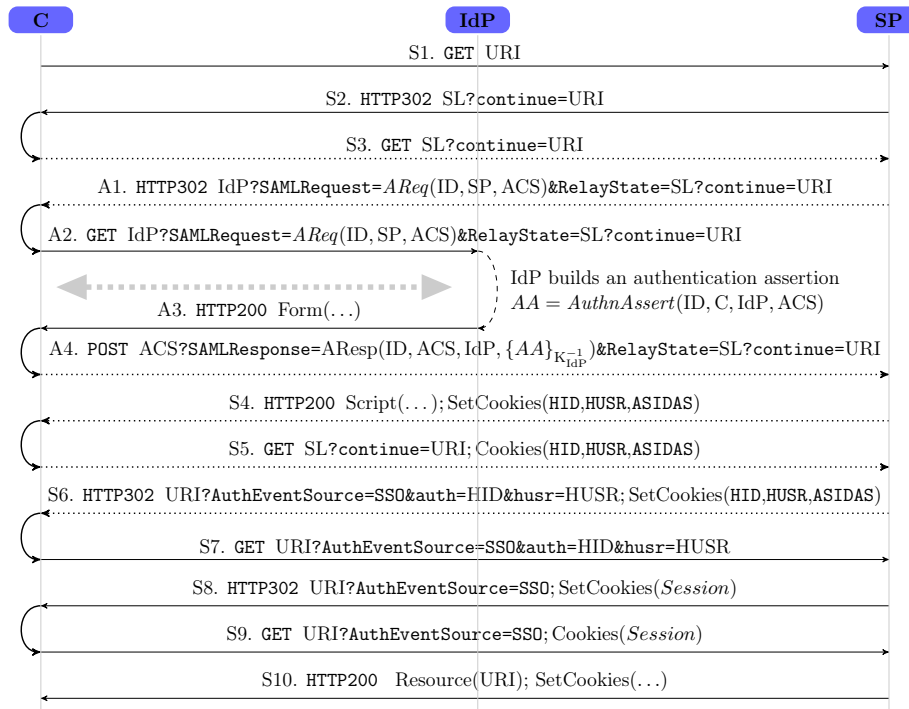 C IdP SP
S1. GET URI
S2. HTTP302 SL?continue=URI
S3. GET SL?continue=URI
A1. HTTP302 IdP?SAMLRequest=AReq(ID, SP, ACS)&RelayState=SL?continue=URI
A2. GET IdP?SAMLRequest=AReq(ID, SP, ACS)&RelayState=SL?continue=URI
IdP builds an authentication assertion
AA = AuthnAssert(ID, C, IdP, ACS)
A3. HTTP200 Form(...)
A4. POST ACS?SAMLResponse=AResp(ID, ACS, IdP, {AA}_{K_{IdP}^{-1}})&RelayState=SL?continue=URI
S4. HTTP200 Script(...); SetCookies(HID,HUSR,ASIDAS)
S5. GET SL?continue=URI; Cookies(HID,HUSR,ASIDAS)
S6. HTTP302 URI?AuthEventSource=SSO&auth=HID&husr=HUSR; SetCookies(HID,HUSR,ASIDAS)
S7. GET URI?AuthEventSource=SSO&auth=HID&husr=HUSR
S8. HTTP302 URI?AuthEventSource=SSO; SetCookies(Session)
S9. GET URI?AuthEventSource=SSO; Cookies(Session)
S10. HTTP200 Resource(URI); SetCookies(...)